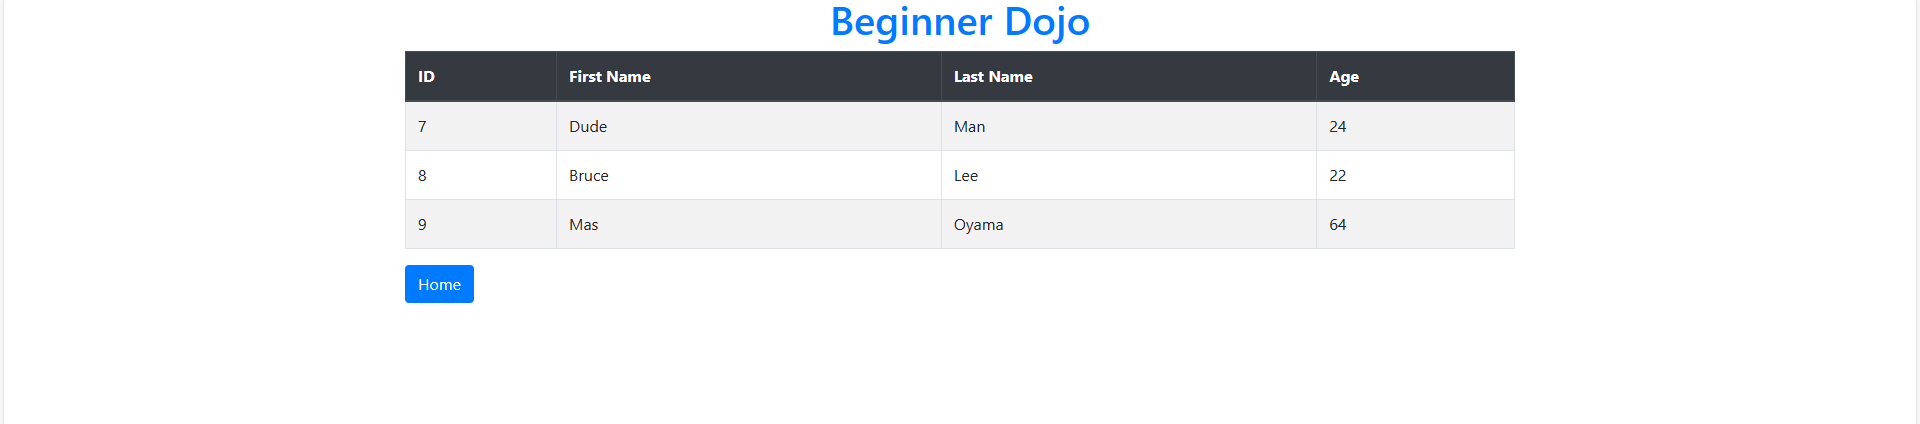 Beginner Dojo
ID First Name Last Name Age
7 Dude Man 24
8 Bruce Lee 22
9 Mas Oyama 64
Home